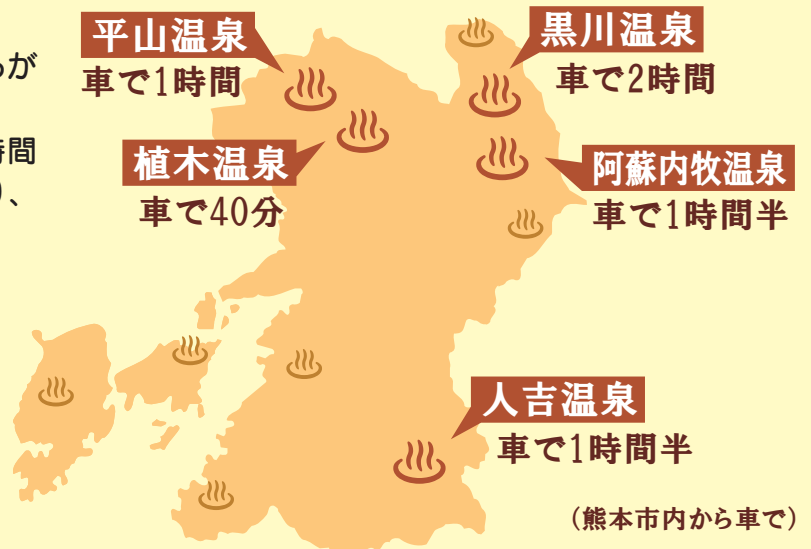 が
時間
、
平山温泉
車で1時間
黒川温泉
車で2時間
植木温泉
車で40分
阿蘇内牧温泉
車で1時間半
人吉温泉
車で1時間半
(熊本市内から車で)